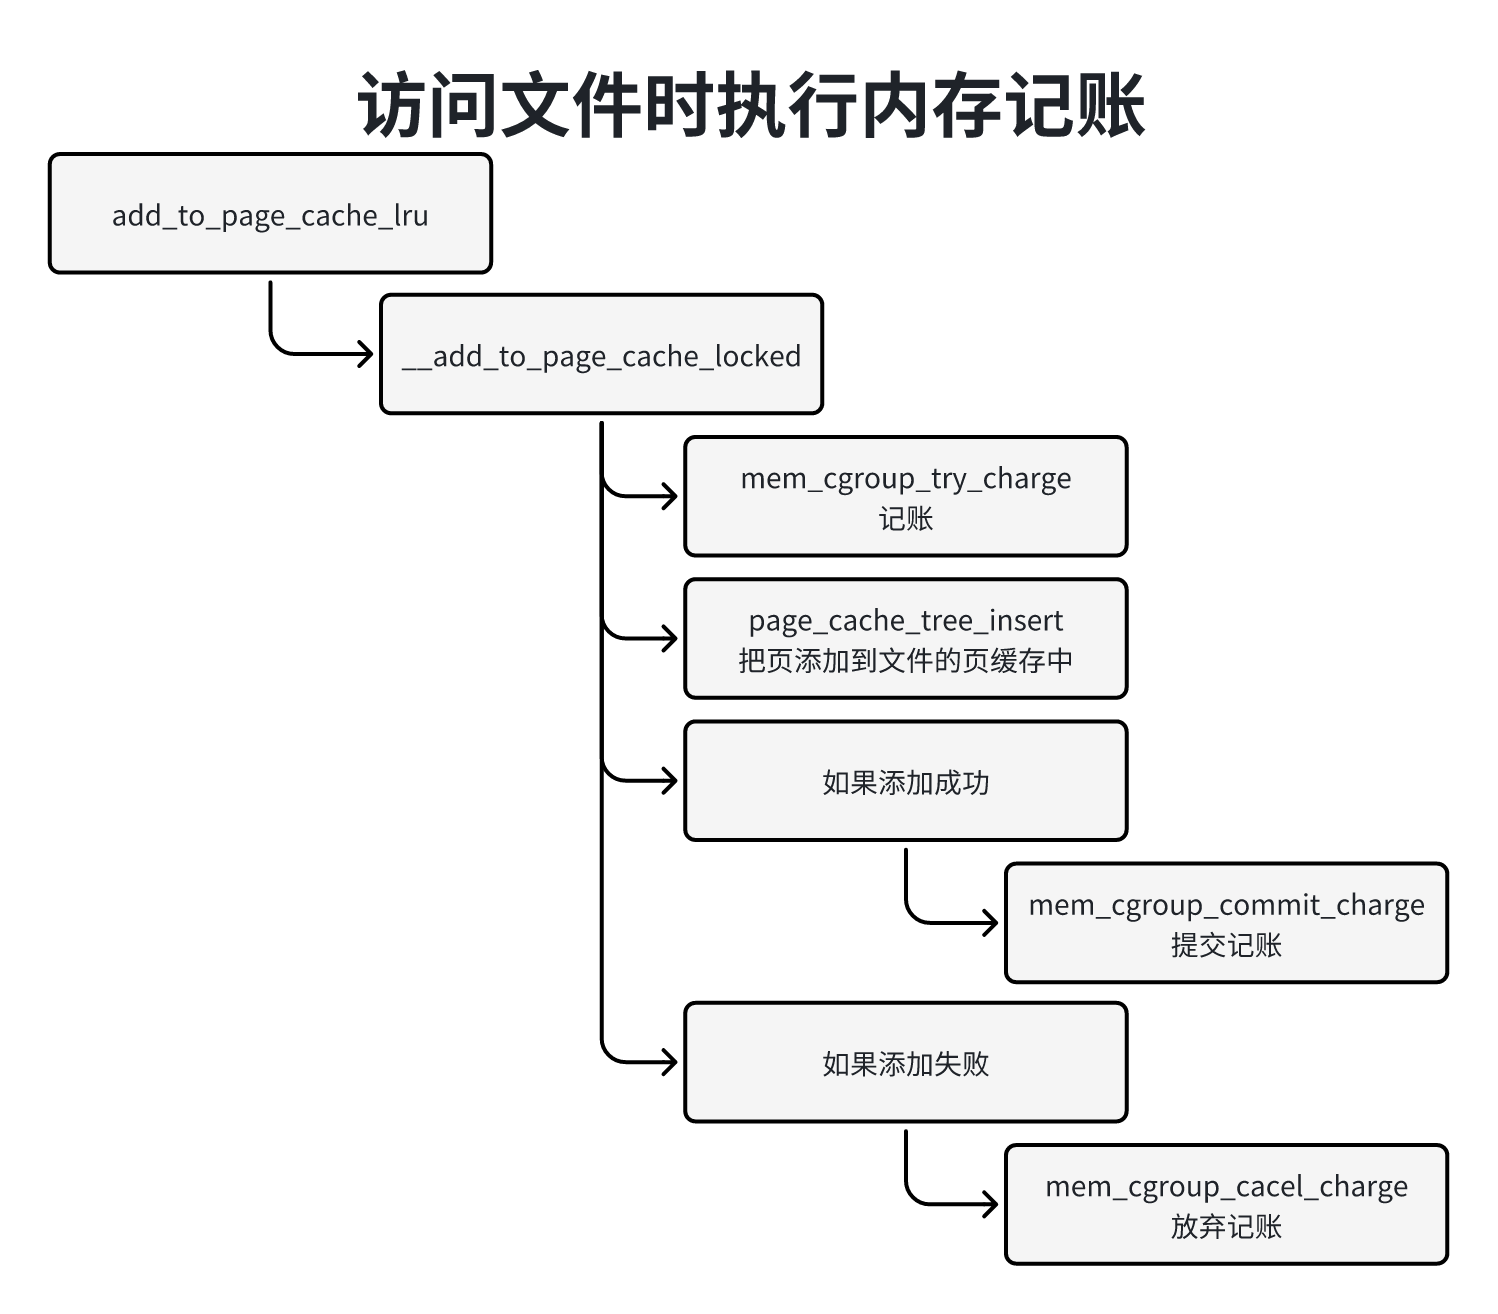 访问文件时执行内存记账
add_to_page_cache_lru
__add_to_page_cache_locked
mem_cgroup_try_charge
记账
page_cache_tree_insert
把页添加到文件的页缓存中
如果添加成功
mem_cgroup_commit_charge
提交记账
如果添加失败
mem_cgroup_cacel_charge
放弃记账